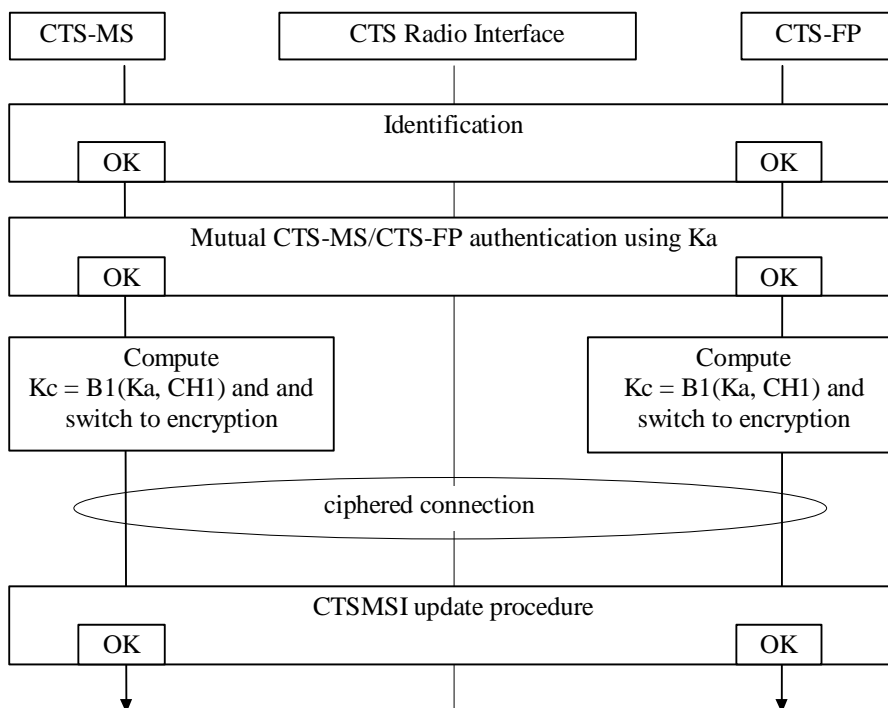 CTS-MS
CTS Radio Interface
CTS-FP
Identification
OK
OK
Mutual CTS-MS/CTS-FP authentication using Ka
OK
OK
Compute
Kc = B1(Ka, CH1) and and
switch to encryption
Compute
Kc = B1(Ka, CH1) and
switch to encryption
ciphered connection
CTSMSI update procedure
OK
OK